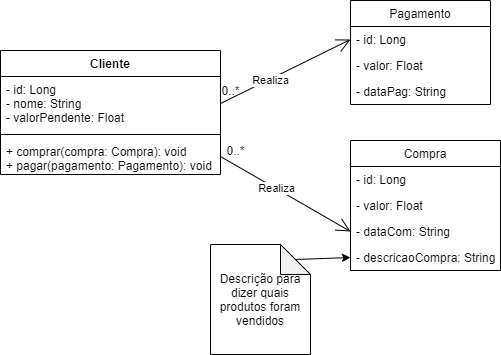 Cliente
- id: Long
- nome: String
- valorPendente: Float
+ comprar(compra: Compra): void
+ pagar(pagamento: Pagamento): void
0..*
Realiza
Pagamento
- id: Long
- valor: Float
- dataPag: String
0..*
Realiza
Compra
- id: Long
- valor: Float
- dataCom: String
- descricaoCompra: String
Descrição para
dizer quais
produtos foram
vendidos